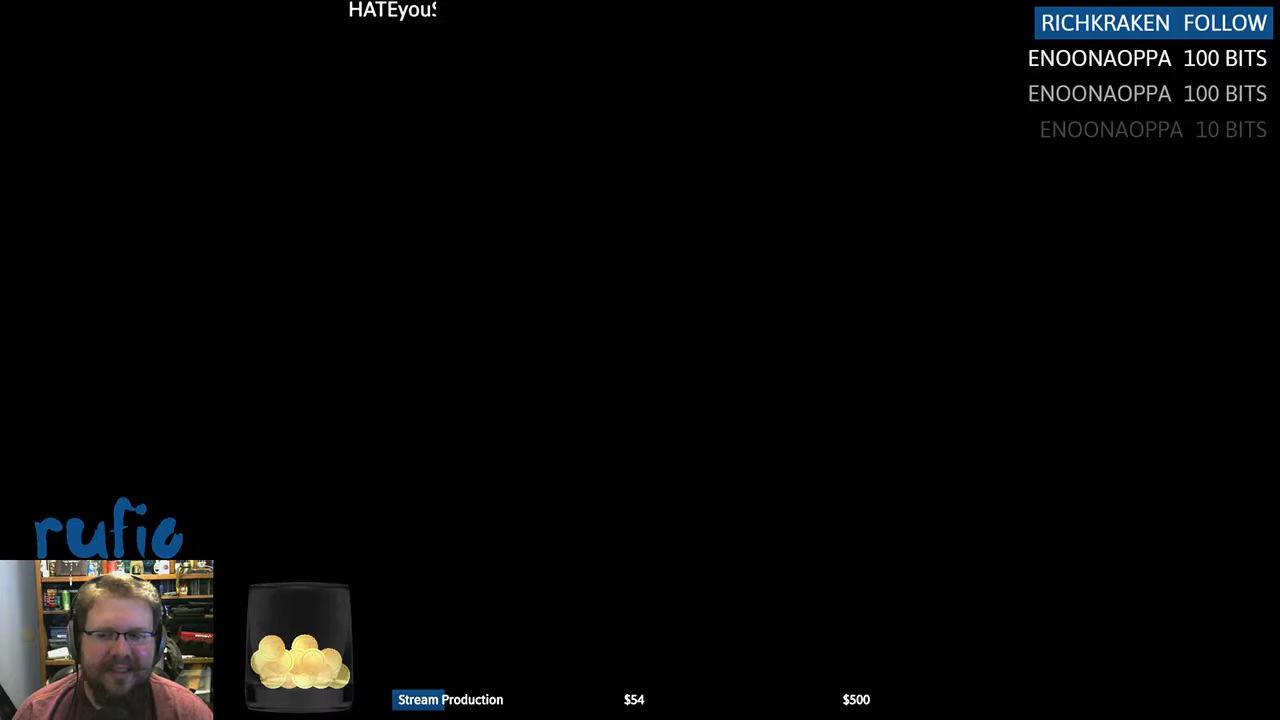 HATEyou
RICHKRAKEN FOLLOW
ENOONAOPPA 100 BITS
ENOONAOPPA 100 BITS
ENOONAOPPA 10 BITS
rufio
Stream Production $54 $500